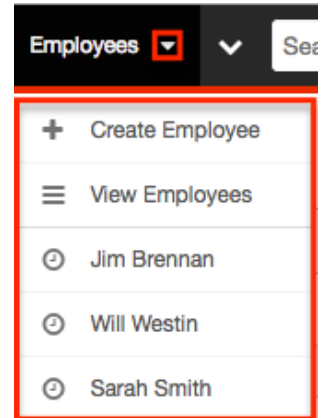 Employees
Sea
Create Employee
View Employees
Jim Brennan
Will Westin
Sarah Smith